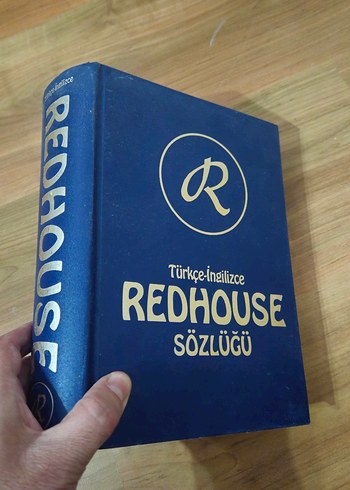 Türkçe-İngilizce
REDHOUSE
R
R
Türkçe-İngilizce
REDHOUSE
SÖZLÜĞÜ